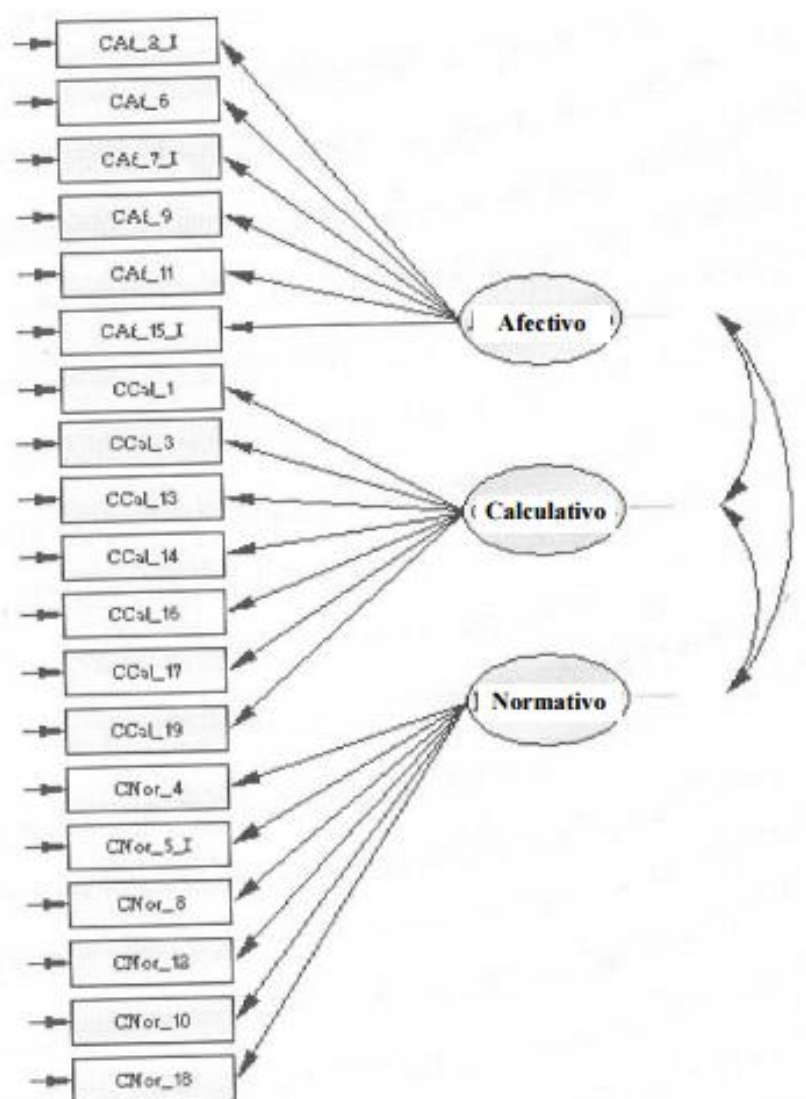 CAf_2_I
CAf_6
CAf_7_I
CAf_9
CAf_11
CAf_15_I
CCal_1
CCal_3
CCal_13
CCal_14
CCal_16
CCal_17
CCal_19
CNor_4
CNor_5_I
CNor_8
CNor_12
CNor_10
CNor_18
Afectivo
Calculativo
Normativo